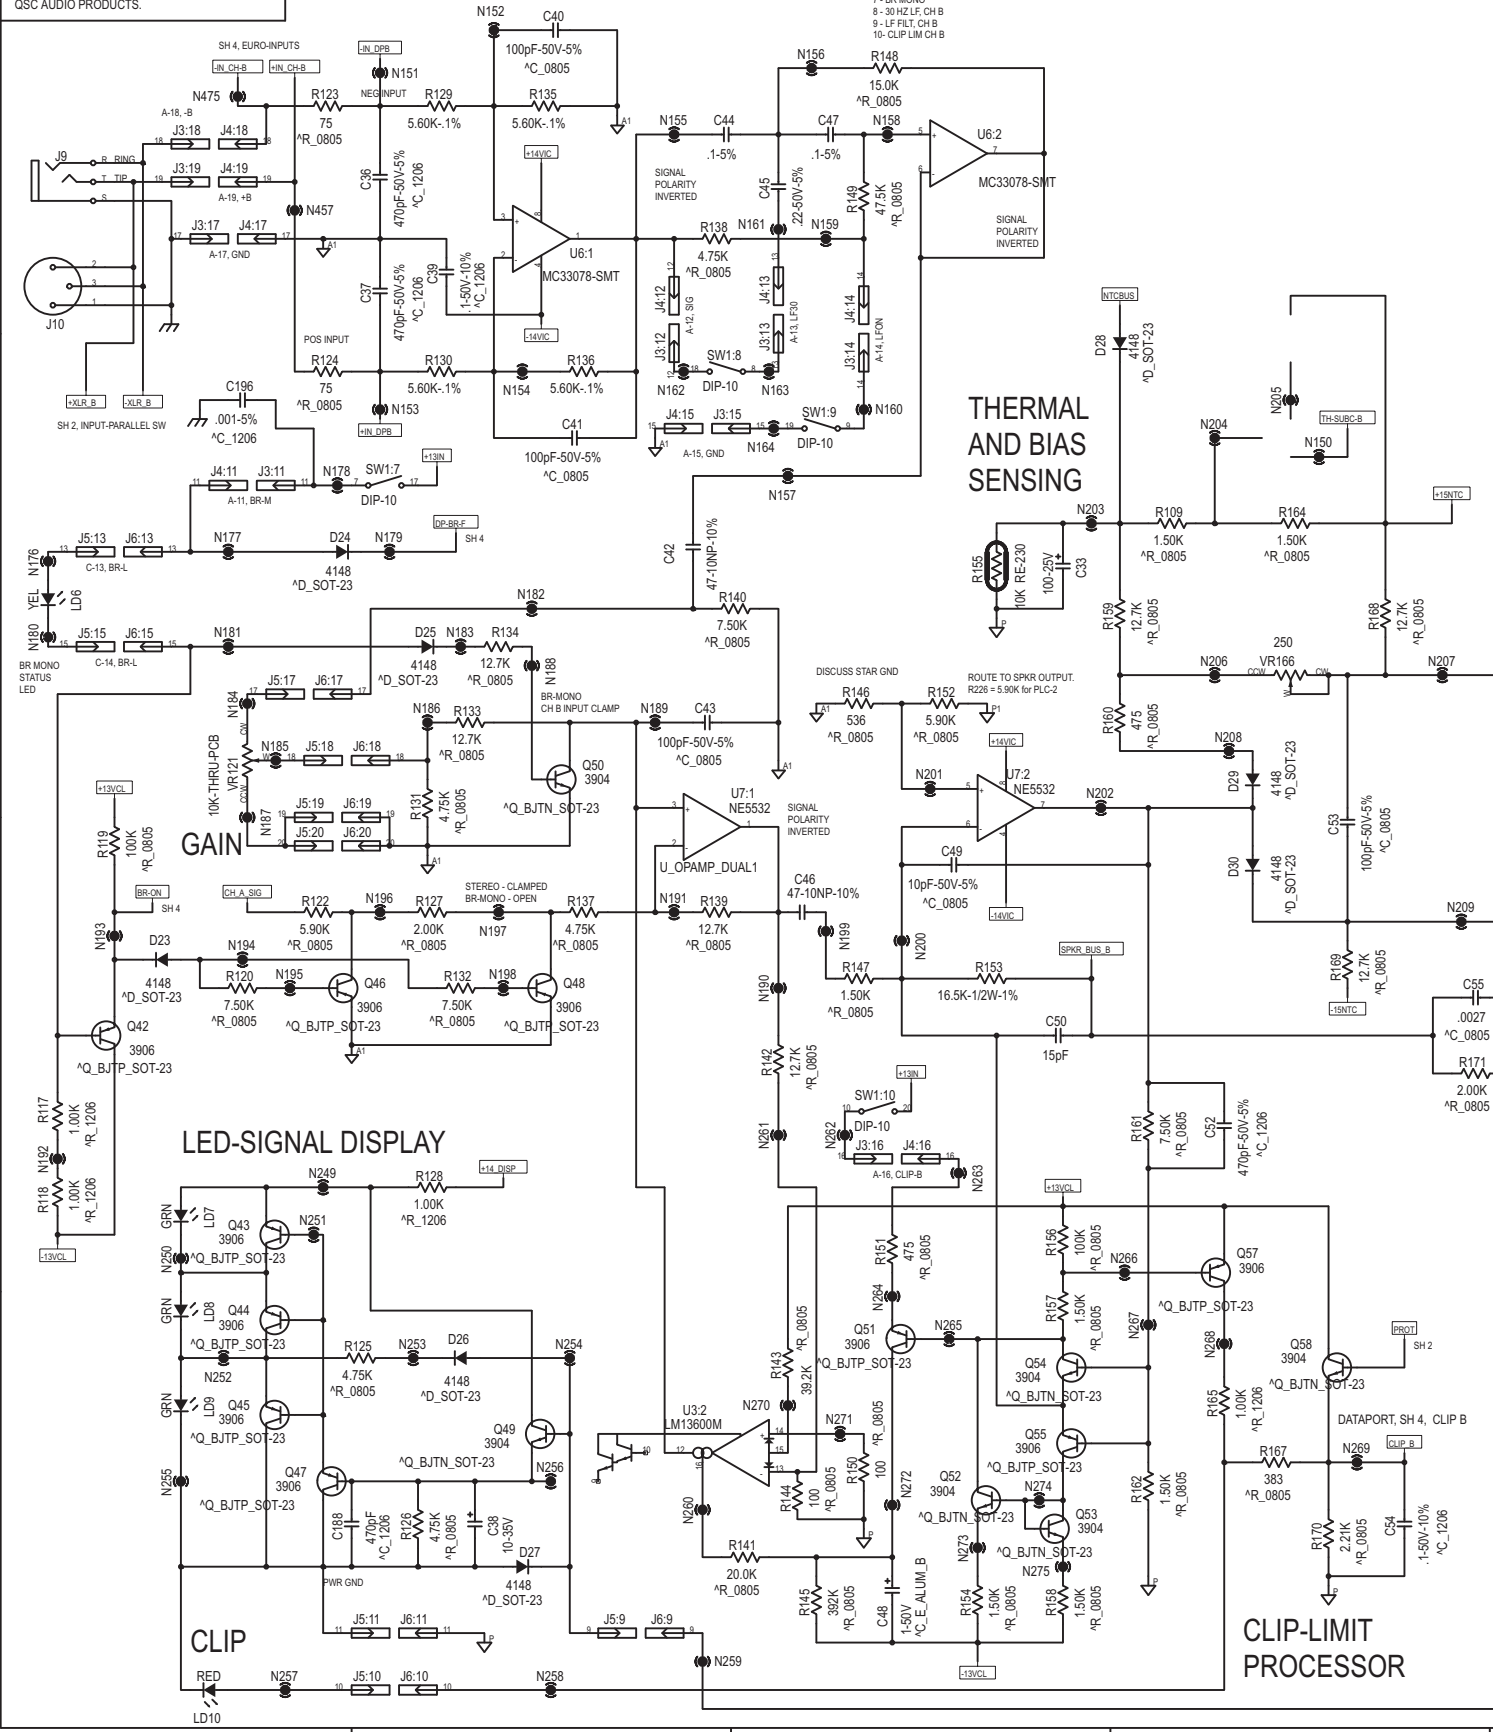 QSC AUDIO PRODUCTS.
7 - BR MONO
8 - 30 HZ LF, CH B
9 - LF FILT, CH B
10- CLIP LIM CH B
N152
C40
100pF-50V-5%
^C_0805
SH 4, EURO-INPUTS
-IN_CH-B
+IN_CH-B
-IN_DPB
N151
NEG INPUT
N475
A-18, -B
R123
75
^R_0805
R129
5.60K-.1%
R135
5.60K-.1%
A1
J3:18
J4:18
J9
R RING
T TIP
S
J3:19
J4:19
A-19, +B
N457
J3:17
J4:17
A-17, GND
A1
J10
C36
470pF-50V-5%
^C_1206
C37
470pF-50V-5%
^C_1206
C39
.1-50V-10%
^C_1206
+14VIC
U6:1
MC33078-SMT
-14VIC
POS INPUT
R124
75
^R_0805
R130
5.60K-.1%
N154
R136
5.60K-.1%
N153
+IN_DPB
C41
100pF-50V-5%
^C_0805
+XLR_B
-XLR_B
SH 2, INPUT-PARALLEL SW
C196
.001-5%
^C_1206
N156
R148
15.0K
^R_0805
N155
C44
.1-5%
C47
.1-5%
N158
U6:2
MC33078-SMT
SIGNAL
POLARITY
INVERTED
C45
.22-50V-5%
R149
47.5K
^R_0805
SIGNAL
POLARITY
INVERTED
R138
4.75K
^R_0805
N161
N159
J4:12
J3:12
A-12, SIG
J4:13
J3:13
A-13, LF30
J4:14
J3:14
A-14, LFON
SW1:8
DIP-10
N162
N163
N160
J4:15
J3:15
A-15, GND
A1
N164
SW1:9
DIP-10
N157
J4:11
J3:11
A-11, BR-M
N178
SW1:7
DIP-10
+13IN
J5:13
J6:13
C-13, BR-L
N176
N177
D24
4148
^D_SOT-23
N179
DP-BR-F
SH 4
YEL
LD6
N180
J5:15
J6:15
C-14, BR-L
N181
BR MONO
STATUS
LED
N182
C42
47-10NP-10%
R140
7.50K
^R_0805
D25
4148
^D_SOT-23
N183
R134
12.7K
^R_0805
N188
J5:17
J6:17
N184
CW
BR-MONO
CH B INPUT CLAMP
N186
R133
12.7K
^R_0805
N189
C43
100pF-50V-5%
^C_0805
A1
10K-THRU-PCB
VR121
CCW
W
N185
J5:18
J6:18
Q50
3904
^Q_BJTN_SOT-23
R131
4.75K
^R_0805
N187
J5:19
J6:19
J5:20
J6:20
A1
GAIN
U7:1
NE5532
U_OPAMP_DUAL1
SIGNAL
POLARITY
INVERTED
+13VCL
R119
100K
^R_0805
BR-ON
SH 4
CH_A_SIG
R122
5.90K
^R_0805
N196
R127
2.00K
^R_0805
STEREO - CLAMPED
BR-MONO - OPEN
N197
R137
4.75K
^R_0805
N191
R139
12.7K
^R_0805
C46
47-10NP-10%
N199
N193
D23
4148
^D_SOT-23
N194
R120
7.50K
^R_0805
N195
Q46
3906
^Q_BJTP_SOT-23
R132
7.50K
^R_0805
N198
Q48
3906
^Q_BJTP_SOT-23
A1
Q42
3906
^Q_BJTP_SOT-23
N190
R142
12.7K
^R_0805
N261
R117
1.00K
^R_1206
N192
R118
1.00K
^R_1206
-13VCL
THERMAL
AND BIAS
SENSING
NTCBUS
D28
4148
^D_SOT-23
N205
N204
TH-SUBC-B
N150
+15NTC
N203
R109
1.50K
^R_0805
R164
1.50K
^R_0805
R155
10K RE-230
100-25V
C33
P
R159
12.7K
^R_0805
R168
12.7K
^R_0805
250
VR166
CCW
CW
W
N206
N207
R160
475
^R_0805
N208
D29
4148
^D_SOT-23
D30
4148
^D_SOT-23
C53
100pF-50V-5%
^C_0805
N209
R169
12.7K
^R_0805
-15NTC
C55
.0027
^C_0805
R171
2.00K
^R_0805
DISCUSS STAR GND
R146
536
^R_0805
A1
ROUTE TO SPKR OUTPUT.
R226 = 5.90K for PLC-2
R152
5.90K
^R_0805
P1
+14VIC
N201
U7:2
NE5532
N202
C49
10pF-50V-5%
^C_0805
-14VIC
N200
SPKR_BUS_B
R147
1.50K
^R_0805
R153
16.5K-1/2W-1%
C50
15pF
+13IN
SW1:10
DIP-10
N262
J3:16
J4:16
A-16, CLIP-B
N263
R161
7.50K
^R_0805
C52
470pF-50V-5%
^C_1206
LED-SIGNAL DISPLAY
N249
R128
1.00K
^R_1206
+14_DISP
GRN
LD7
N250
Q43
3906
^Q_BJTP_SOT-23
N251
GRN
LD8
Q44
3906
^Q_BJTP_SOT-23
N252
R125
4.75K
^R_0805
N253
D26
4148
^D_SOT-23
N254
GRN
LD9
Q45
3906
^Q_BJTP_SOT-23
Q49
3904
^Q_BJTN_SOT-23
N255
Q47
3906
^Q_BJTP_SOT-23
N256
C188
470pF
^C_1206
R126
4.75K
^R_0805
C38
10-35V
D27
4148
^D_SOT-23
PWR GND
J5:11
J6:11
P
CLIP
RED
LD10
N257
J5:10
J6:10
N258
J5:9
J6:9
N259
U3:2
LM13600M
N270
R143
39.2K
^R_0805
N271
R144
100
^R_0805
R150
100
^R_0805
P
N260
R141
20.0K
^R_0805
R145
392K
^R_0805
C48
1-50V
^C_E_ALUM_B
N272
R151
475
^R_0805
N264
Q51
3906
^Q_BJTP_SOT-23
N265
+13VCL
R156
100K
^R_0805
R157
1.50K
^R_0805
N266
Q57
3906
^Q_BJTP_SOT-23
N267
N268
Q54
3904
^Q_BJTN_SOT-23
Q55
3906
^Q_BJTP_SOT-23
Q52
3904
^Q_BJTN_SOT-23
N274
Q53
3904
^Q_BJTN_SOT-23
N273
N275
R154
1.50K
^R_0805
R158
1.50K
^R_0805
-13VCL
R162
1.50K
^R_0805
P
R165
1.00K
^R_1206
Q58
3904
^Q_BJTN_SOT-23
PROT
SH 2
DATAPORT, SH 4, CLIP B
CLIP_B
R167
383
^R_0805
N269
R170
2.21K
^R_0805
C54
.1-50V-10%
^C_1206
P
CLIP-LIMIT
PROCESSOR